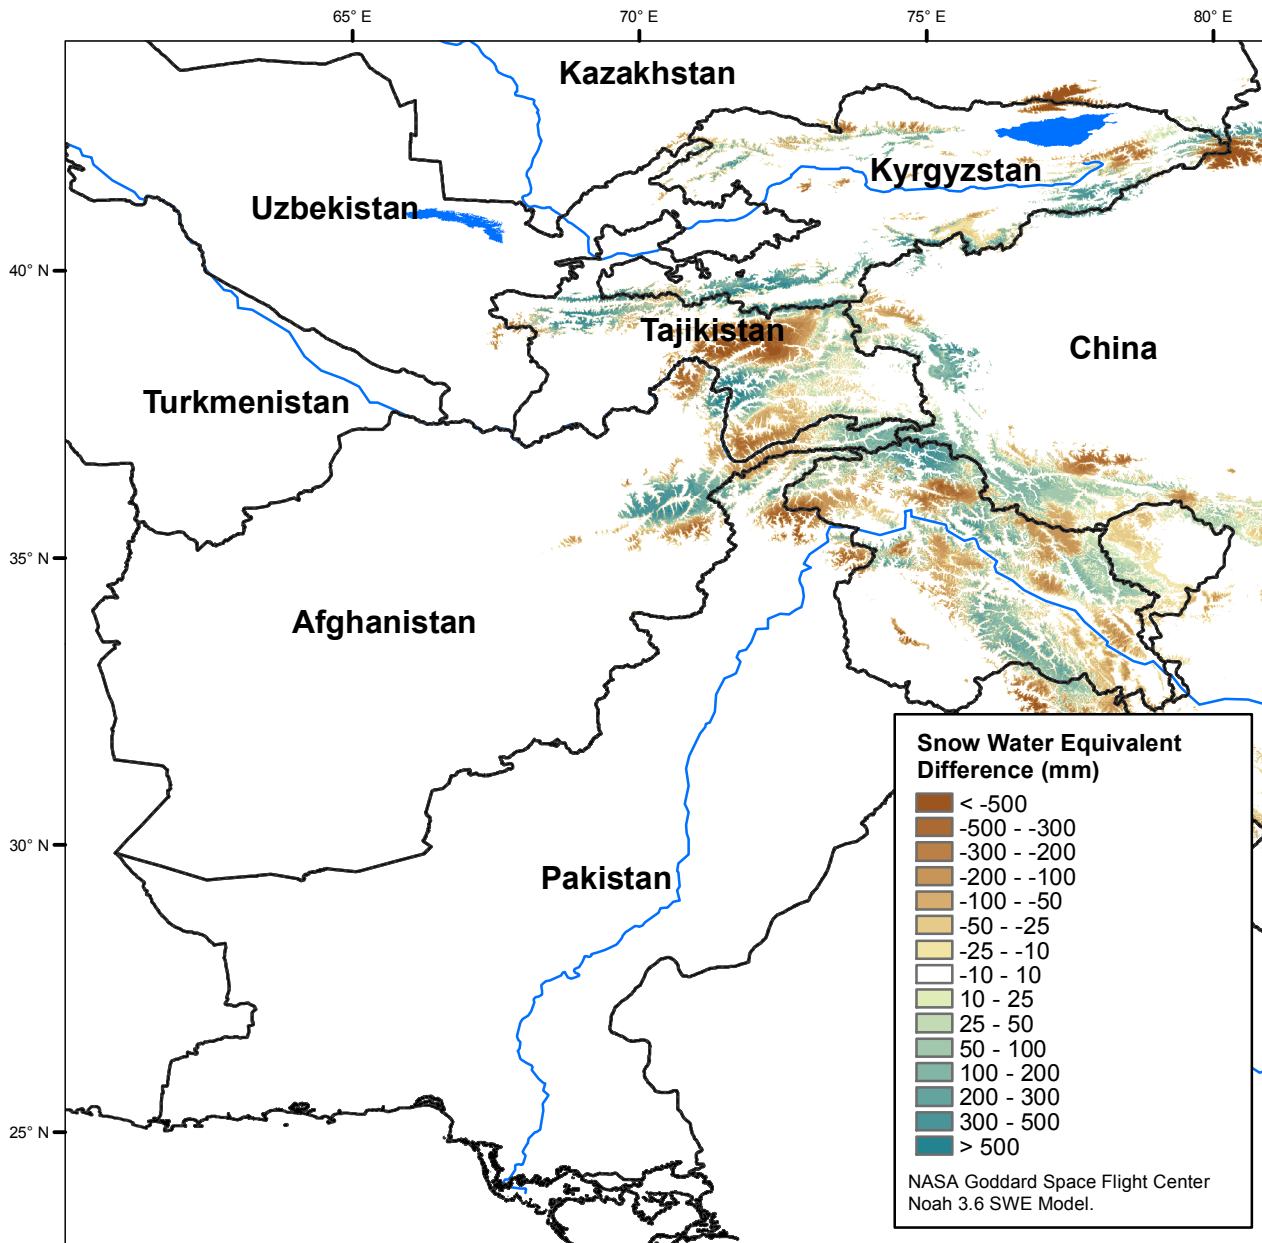 65° E
70° E
75° E
80° E
Kazakhstan
Kyrgyzstan
Uzbekistan
40° N
Tajikistan
China
Turkmenistan
35° N
Afghanistan
30° N
Pakistan
25° N
Snow Water Equivalent
Difference (mm)
< -500
-500 - -300
-300 - -200
-200 - -100
-100 - -50
-50 - -25
-25 - -10
-10 - 10
10 - 25
25 - 50
50 - 100
100 - 200
200 - 300
300 - 500
> 500
NASA Goddard Space Flight Center
Noah 3.6 SWE Model.